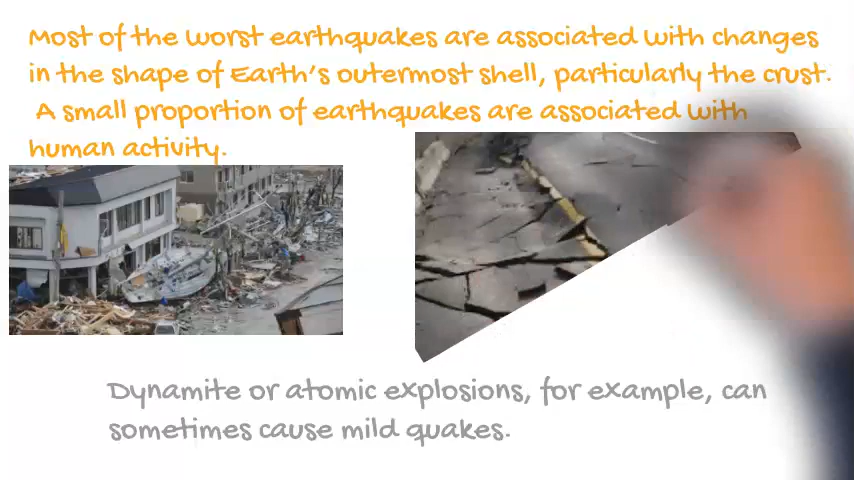 Most of the worst earthquakes are associated with changes
in the shape of Earth's outermost shell, particularly the crust.
A small proportion of earthquakes are associated with
human activity.
Dynamite or atomic explosions, for example, can
sometimes cause mild quakes.